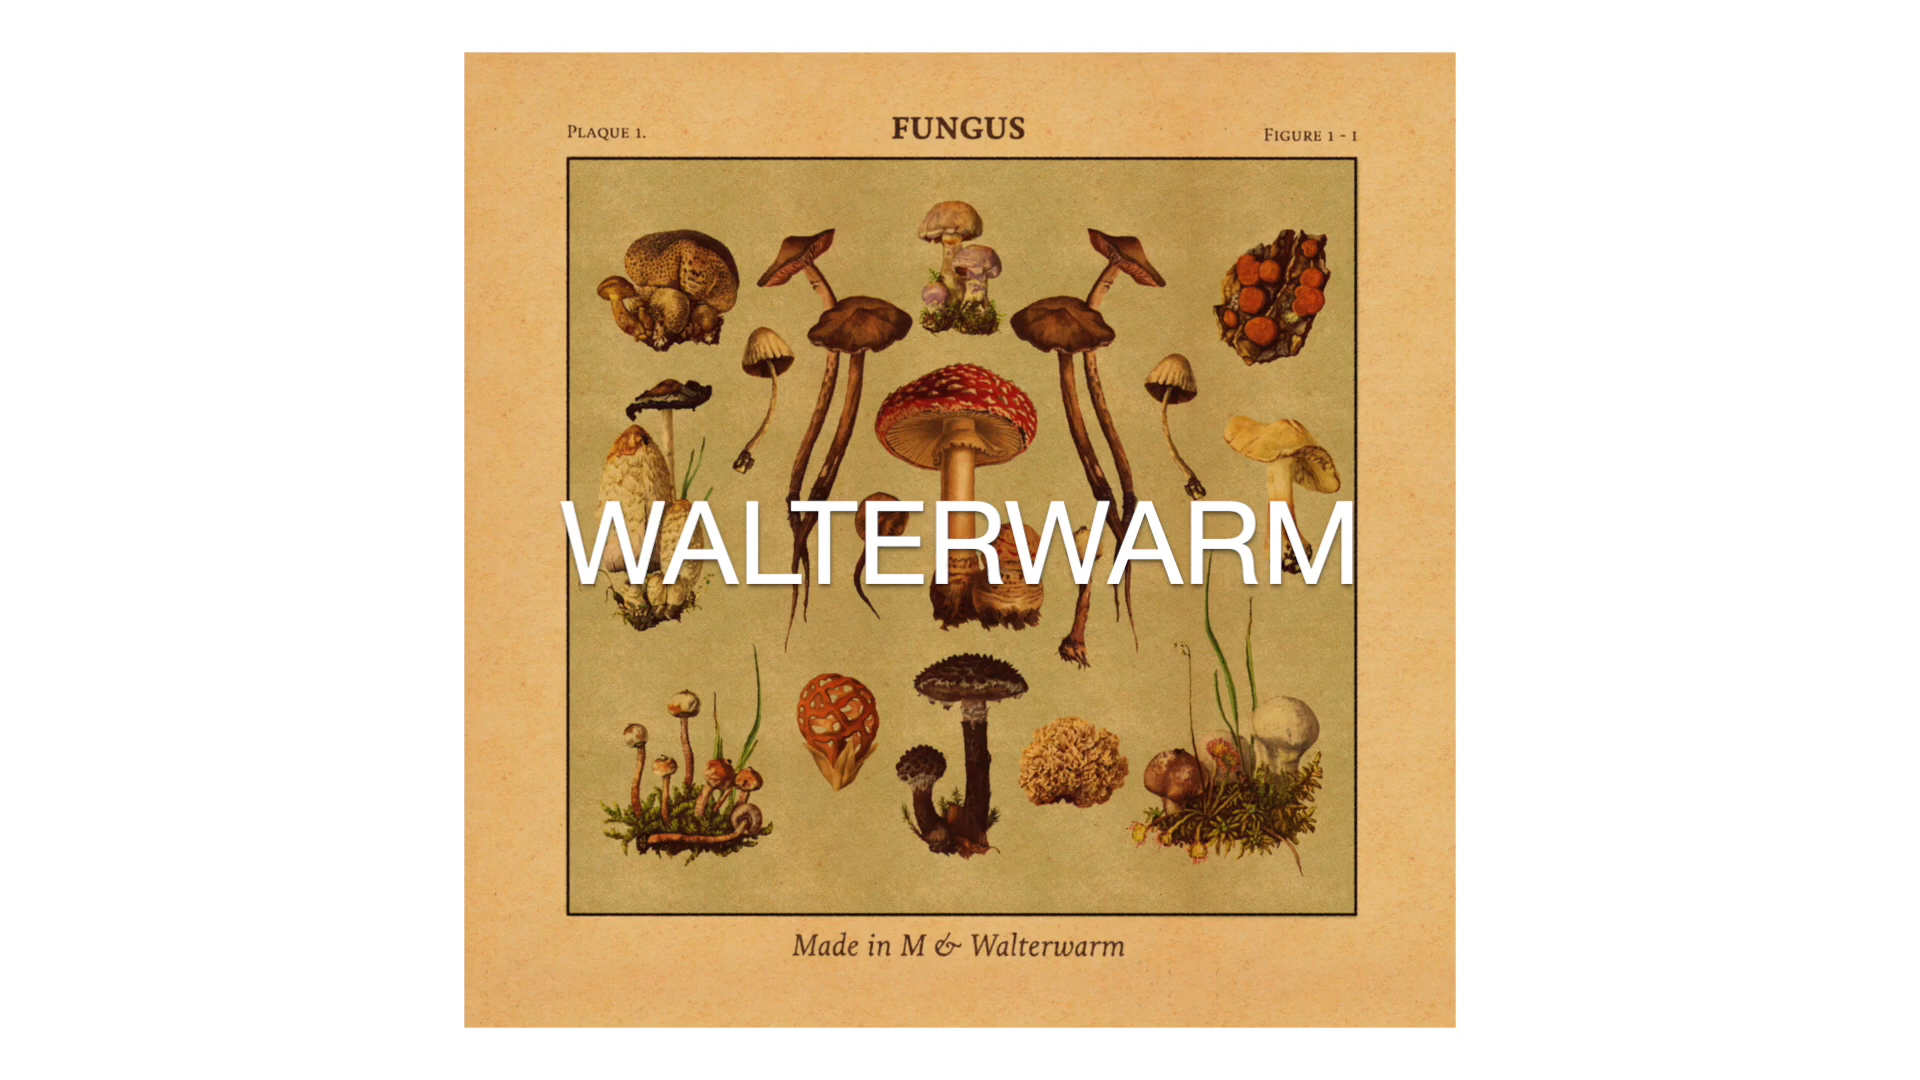 PLAQUE 1.
FUNGUS
FIGURE 1 - 1
WALTERWARM
Made in M & Walterwarm